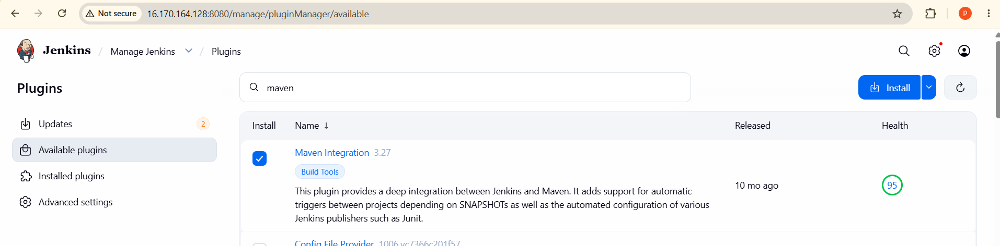 Not secure
16.170.164.128:8080/manage/pluginManager/available
p
Jenkins / Manage Jenkins / Plugins
Plugins
maven
Install
Updates
2
Available plugins
Installed plugins
Advanced settings
Install Name ↓ Released Health
Maven Integration 3.27
Build Tools
This plugin provides a deep integration between Jenkins and Maven. It adds support for automatic
triggers between projects depending on SNAPSHOTs as well as the automated configuration of various
Jenkins publishers such as Junit.
10 mo ago
95
Config File Provider 1006.vc7366c201f57